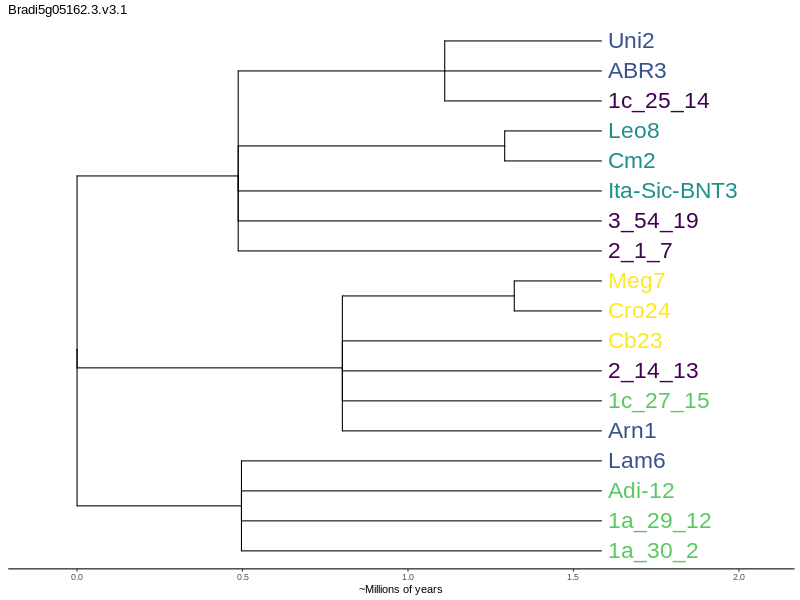 Bradi5g05162.3.v3.1
Uni2
ABR3
1c_25_14
Leo8
Cm2
Ita-Sic-BNT3
3_54_19
2_1_7
Meg7
Cro24
Cb23
2_14_13
1c_27_15
Arn1
Lam6
Adi-12
1a_29_12
1a_30_2
0.0 0.5 1.0 1.5 2.0
~Millions of years